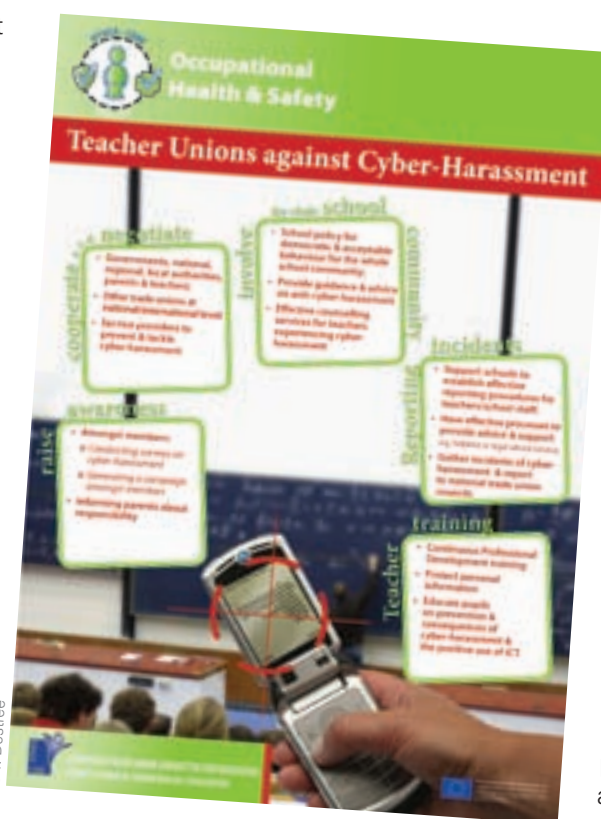 Occupational
Health & Safety
Teacher Unions against Cyber-Harassment
cooperate
negotiate
• Governments, national,
regional, local authorities,
parents & teachers
• Other trade unions at
national/international level
• Service providers to
prevent & tackle
cyber-harassment
involve
the whole school
community
• School policy for
democratic & acceptable
behaviour for the whole
school community
• Provide guidance & advice
on anti-cyber-harassment
• Effective counselling
services for teachers
experiencing cyber-
harassment
Reporting
incidents
• Support schools to
establish effective
reporting procedures for
teachers/school staff
• Have effective processes to
provide advice & support
• Gather incidents of cyber-
harassment & report
to national trade union
raise
awareness
• Amongst members
Conducting surveys on
cyber-harassment
campaign
amongst members
• Informing parents about
responsibility
Teacher
training
• Continuous Professional
Development training
• Protect personal
information
• Educate pupils
on prevention &
consequences of
cyber-harassment &
the positive use of ICT